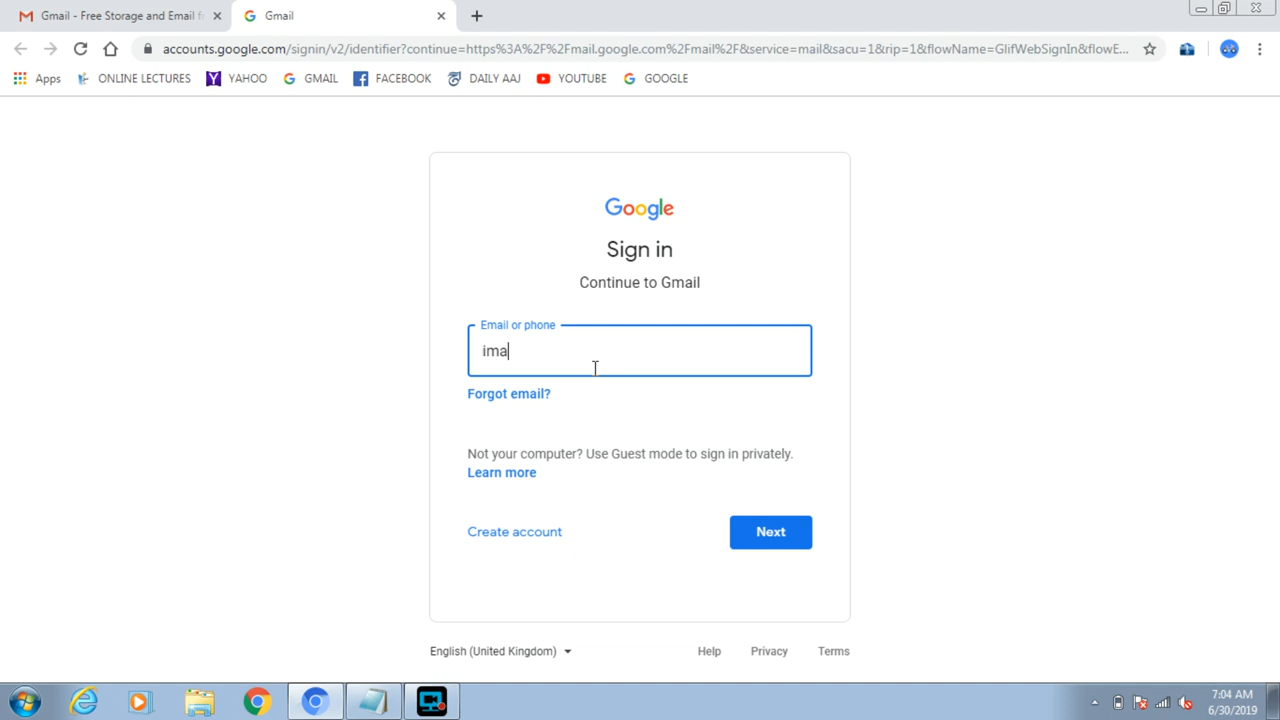 Gmail - Free Storage and Email f
Gmail
accounts.google.com/signin/v2/identifier?continue=https%3A%2F%2Fmail.google.com%2Fmail%2F&service=mail&sacu=1&rip=1&flowName=GlifWebSignIn&flowE...
Apps ONLINE LECTURES YAHOO GMAIL FACEBOOK DAILY AAJ YOUTUBE GOOGLE
Google
Sign in
Continue to Gmail
Email or phone
ima
Forgot email?
Not your computer? Use Guest mode to sign in privately.
Learn more
Create account Next
English (United Kingdom) Help Privacy Terms
7:04 AM
6/30/2019